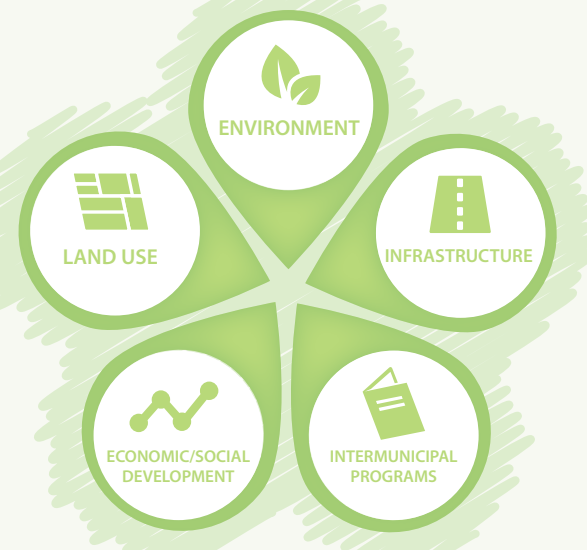 ENVIRONMENT
LAND USE
INFRASTRUCTURE
ECONOMIC/SOCIAL
DEVELOPMENT
INTERMUNICIPAL
PROGRAMS